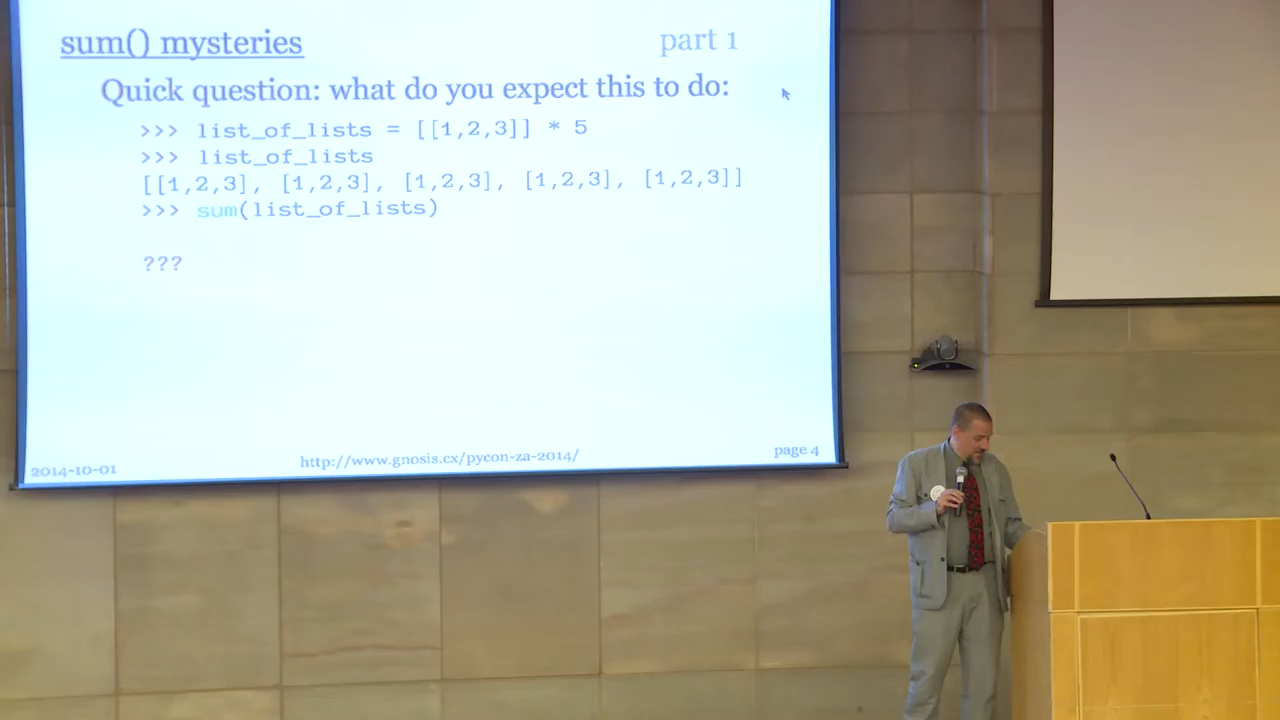 sum() mysteries part 1
Quick question: what do you expect this to do:
>>> list_of_lists = [[1,2,3]] * 5
>>> list_of_lists
[[1,2,3], [1,2,3], [1,2,3], [1,2,3], [1,2,3]]
>>> sum(list_of_lists)
???
2014-10-01 http://www.gnosis.cx/pycon-za-2014/ page 4